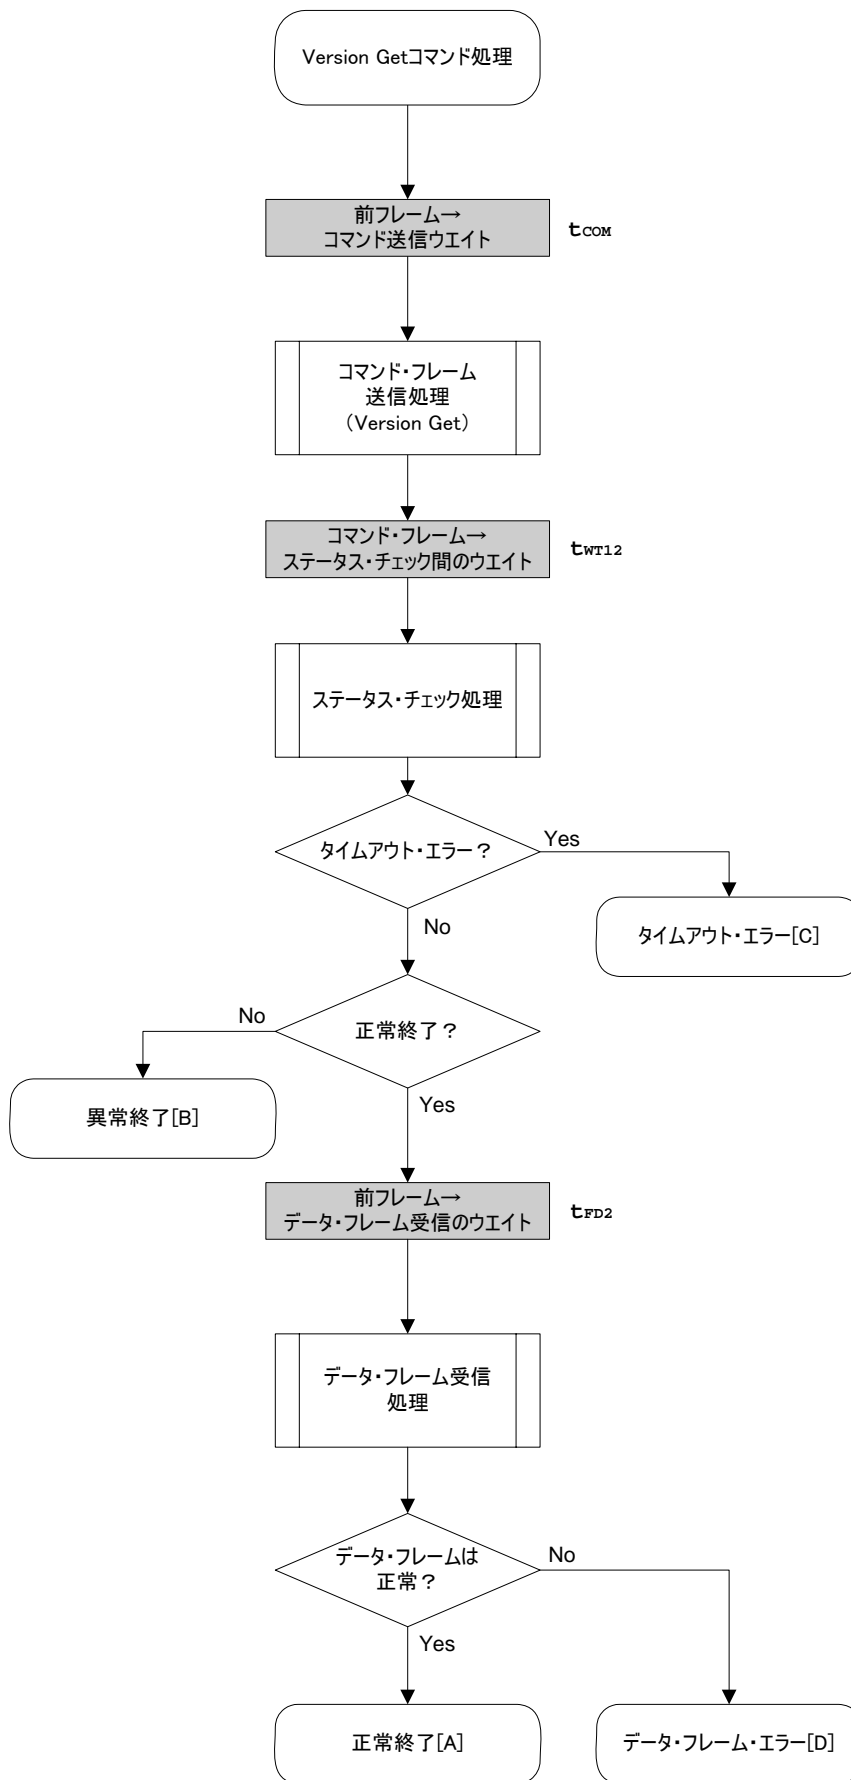 Version Getコマンド処理
前フレーム→
コマンド送信ウエイト
tCOM
コマンド・フレーム
送信処理
（Version Get）
コマンド・フレーム→
ステータス・チェック間のウエイト
tWT12
ステータス・チェック処理
タイムアウト・エラー？
Yes
タイムアウト・エラー[C]
No
正常終了？
No
異常終了[B]
Yes
前フレーム→
データ・フレーム受信のウエイト
tFD2
データ・フレーム受信
処理
データ・フレームは
正常？
No
Yes
正常終了[A]
データ・フレーム・エラー[D]